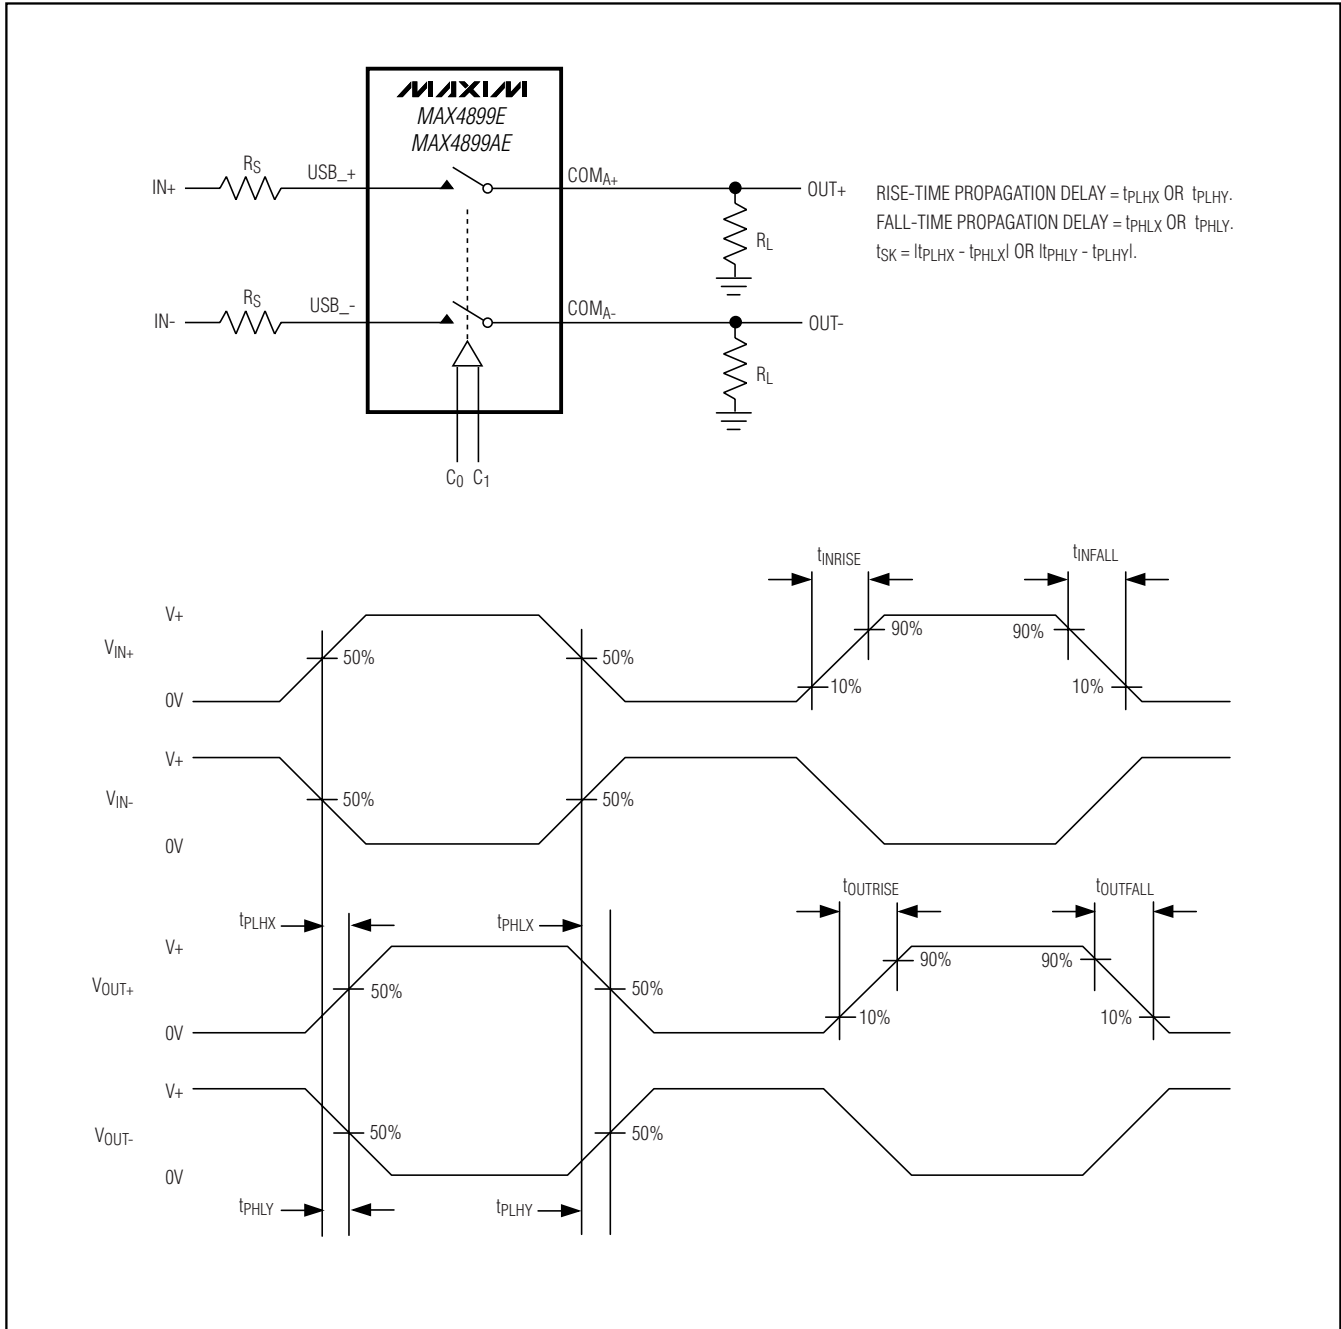 MAXIM
MAX4899E
MAX4899AE
IN+ RS USB_+ COMA+ OUT+
RL
RISE-TIME PROPAGATION DELAY = tPLHX OR tPLHY.
FALL-TIME PROPAGATION DELAY = tPHLX OR tPHLY.
tSK = |tPLHX - tPHLX| OR |tPHLY - tPLHY|.
IN- RS USB_- COMA- OUT-
RL
C0 C1
tINRISE tINFALL
V+
VIN+
0V
50% 50% 90% 90%
10% 10%
V+
VIN-
0V
50% 50%
tPLHX tPHLX tOUTRISE tOUTFALL
V+
VOUT+
0V
50% 50% 90% 90%
10% 10%
V+
VOUT-
0V
50% 50%
tPHLY tPLHY